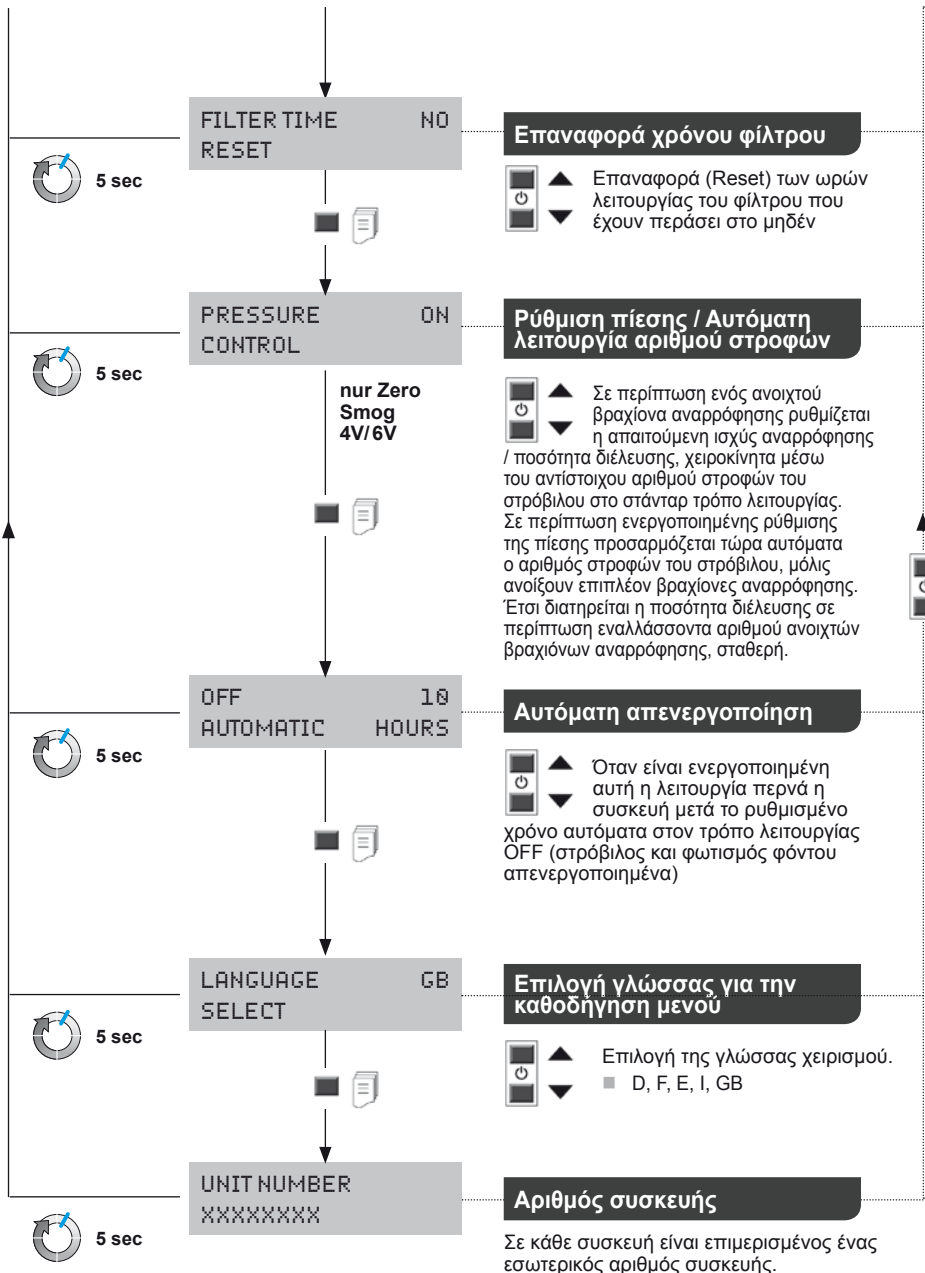 FILTER TIME NO
RESET
5 sec
Επαναφορά χρόνου φίλτρου
Επαναφορά (Reset) των ωρών
λειτουργίας του φίλτρου που
έχουν περάσει στο μηδέν
PRESSURE ON
CONTROL
5 sec
nur Zero
Smog
4V/6V
Ρύθμιση πίεσης / Αυτόματη
λειτουργία αριθμού στροφών
Σε περίπτωση ενός ανοιχτού
βραχίονα αναρρόφησης ρυθμίζεται
η απαιτούμενη ισχύς αναρρόφησης
/ ποσότητα διέλευσης, χειροκίνητα μέσω
του αντίστοιχου αριθμού στροφών του
στρόβιλου στο στάνταρ τρόπο λειτουργίας.
Σε περίπτωση ενεργοποιημένης ρύθμισης
της πίεσης προσαρμόζεται τώρα αυτόματα
ο αριθμός στροφών του στρόβιλου, μόλις
ανοίξουν επιπλέον βραχίονες αναρρόφησης.
Έτσι διατηρείται η ποσότητα διέλευσης σε
περίπτωση εναλλάσσοντα αριθμού ανοιχτών
βραχιόνων αναρρόφησης, σταθερή.
OFF 10
AUTOMATIC HOURS
5 sec
Αυτόματη απενεργοποίηση
Όταν είναι ενεργοποιημένη
αυτή η λειτουργία περνά η
συσκευή μετά το ρυθμισμένο
χρόνο αυτόματα στον τρόπο λειτουργίας
OFF (στρόβιλος και φωτισμός φόντου
απενεργοποιημένα)
LANGUAGE GB
SELECT
5 sec
Επιλογή γλώσσας για την
καθοδήγηση μενού
Επιλογή της γλώσσας χειρισμού.
D, F, E, I, GB
UNIT NUMBER
XXXXXXXX
5 sec
Αριθμός συσκευής
Σε κάθε συσκευή είναι επιμερισμένος ένας
εσωτερικός αριθμός συσκευής.